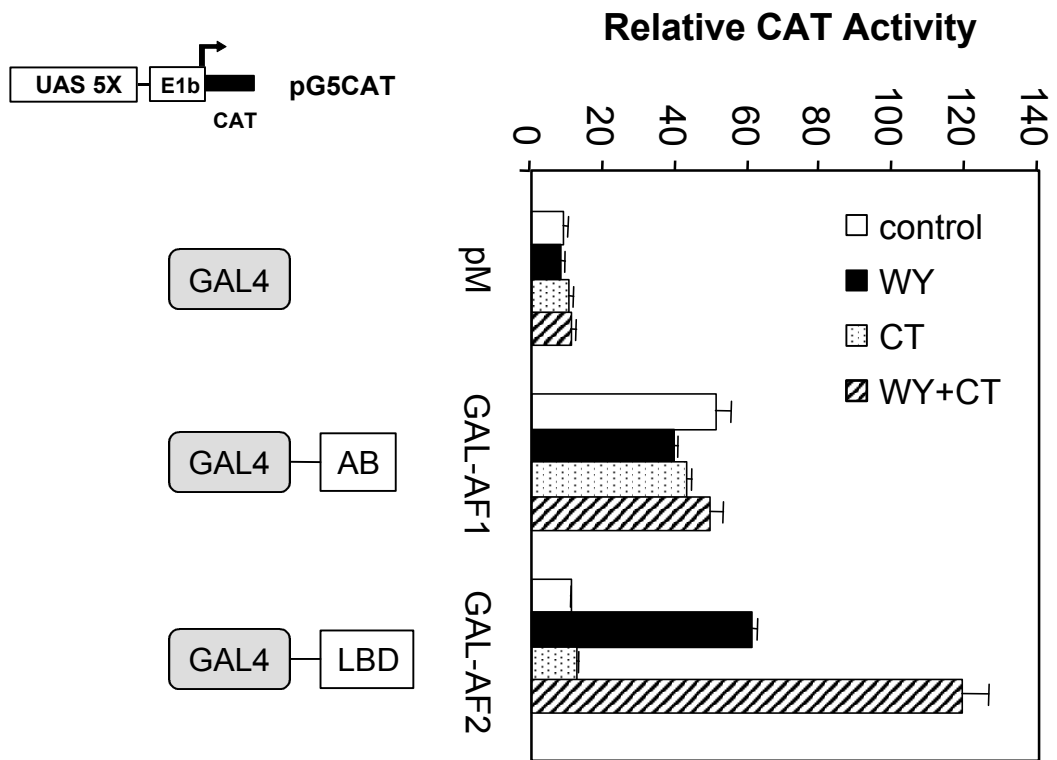 Relative CAT Activity
UAS 5X
E1b
pG5CAT
CAT
0
20
40
60
80
100
120
140
control
WY
CT
WY+CT
GAL4
pM
GAL4
AB
GAL-AF1
GAL4
LBD
GAL-AF2